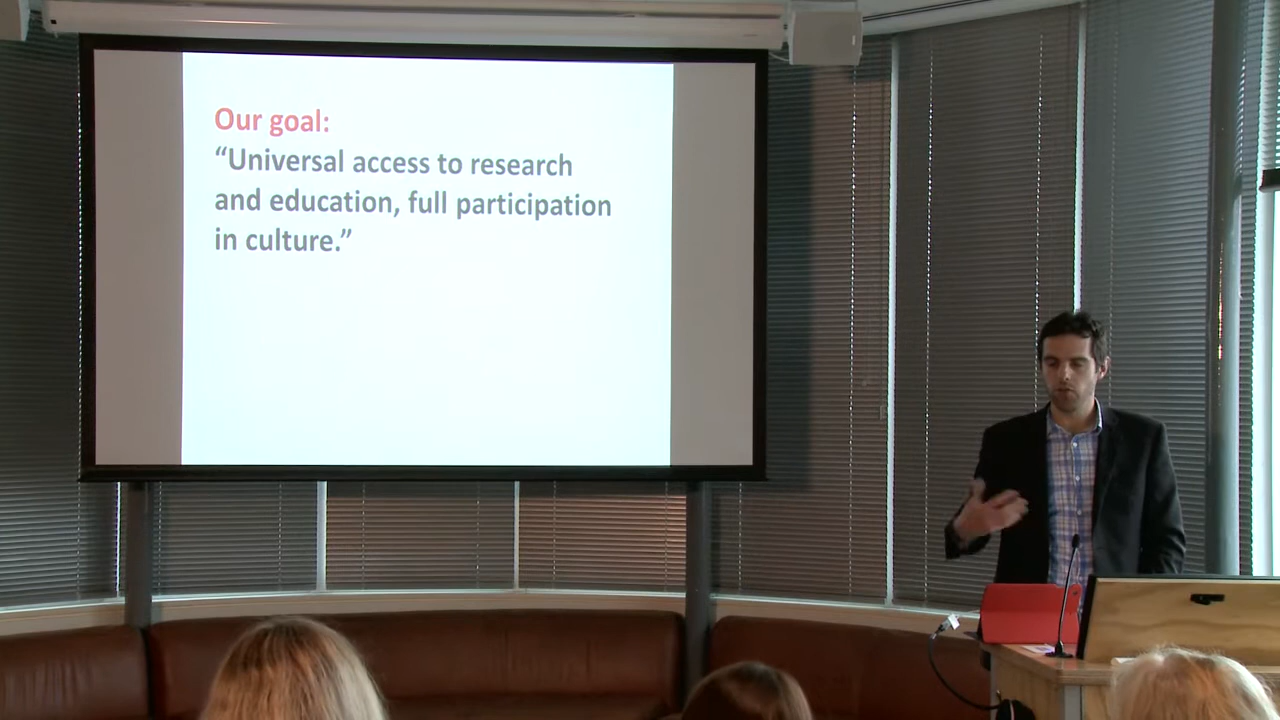 Our goal:
“Universal access to research
and education, full participation
in culture.”